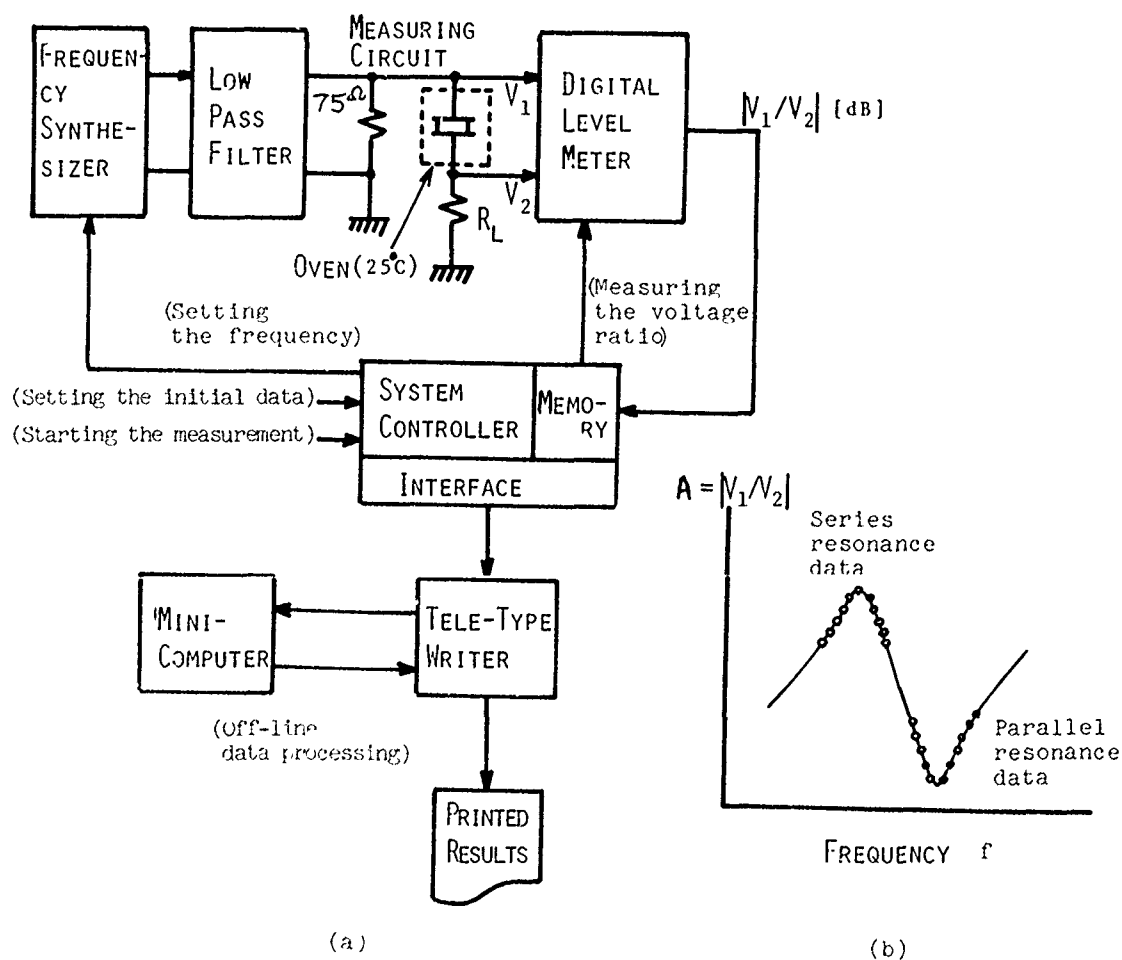 FREQUEN-
CY
SYNTHE-
SIZER
LOW
PASS
FILTER
MEASURING
CIRCUIT
75Ω
V1
V2
RL
OVEN(25°C)
DIGITAL
LEVEL
METER
|V1/V2| [dB]
(Setting
the frequency)
(Measuring
the voltage
ratio)
(Setting the initial data)
(Starting the measurement)
SYSTEM
CONTROLLER
MEMO-
RY
INTERFACE
MINI-
COMPUTER
TELE-TYPE
WRITER
(Off-line
data processing)
PRINTED
RESULTS
(a)
A = |V1/V2|
Series
resonance
data
Parallel
resonance
data
FREQUENCY f
(b)